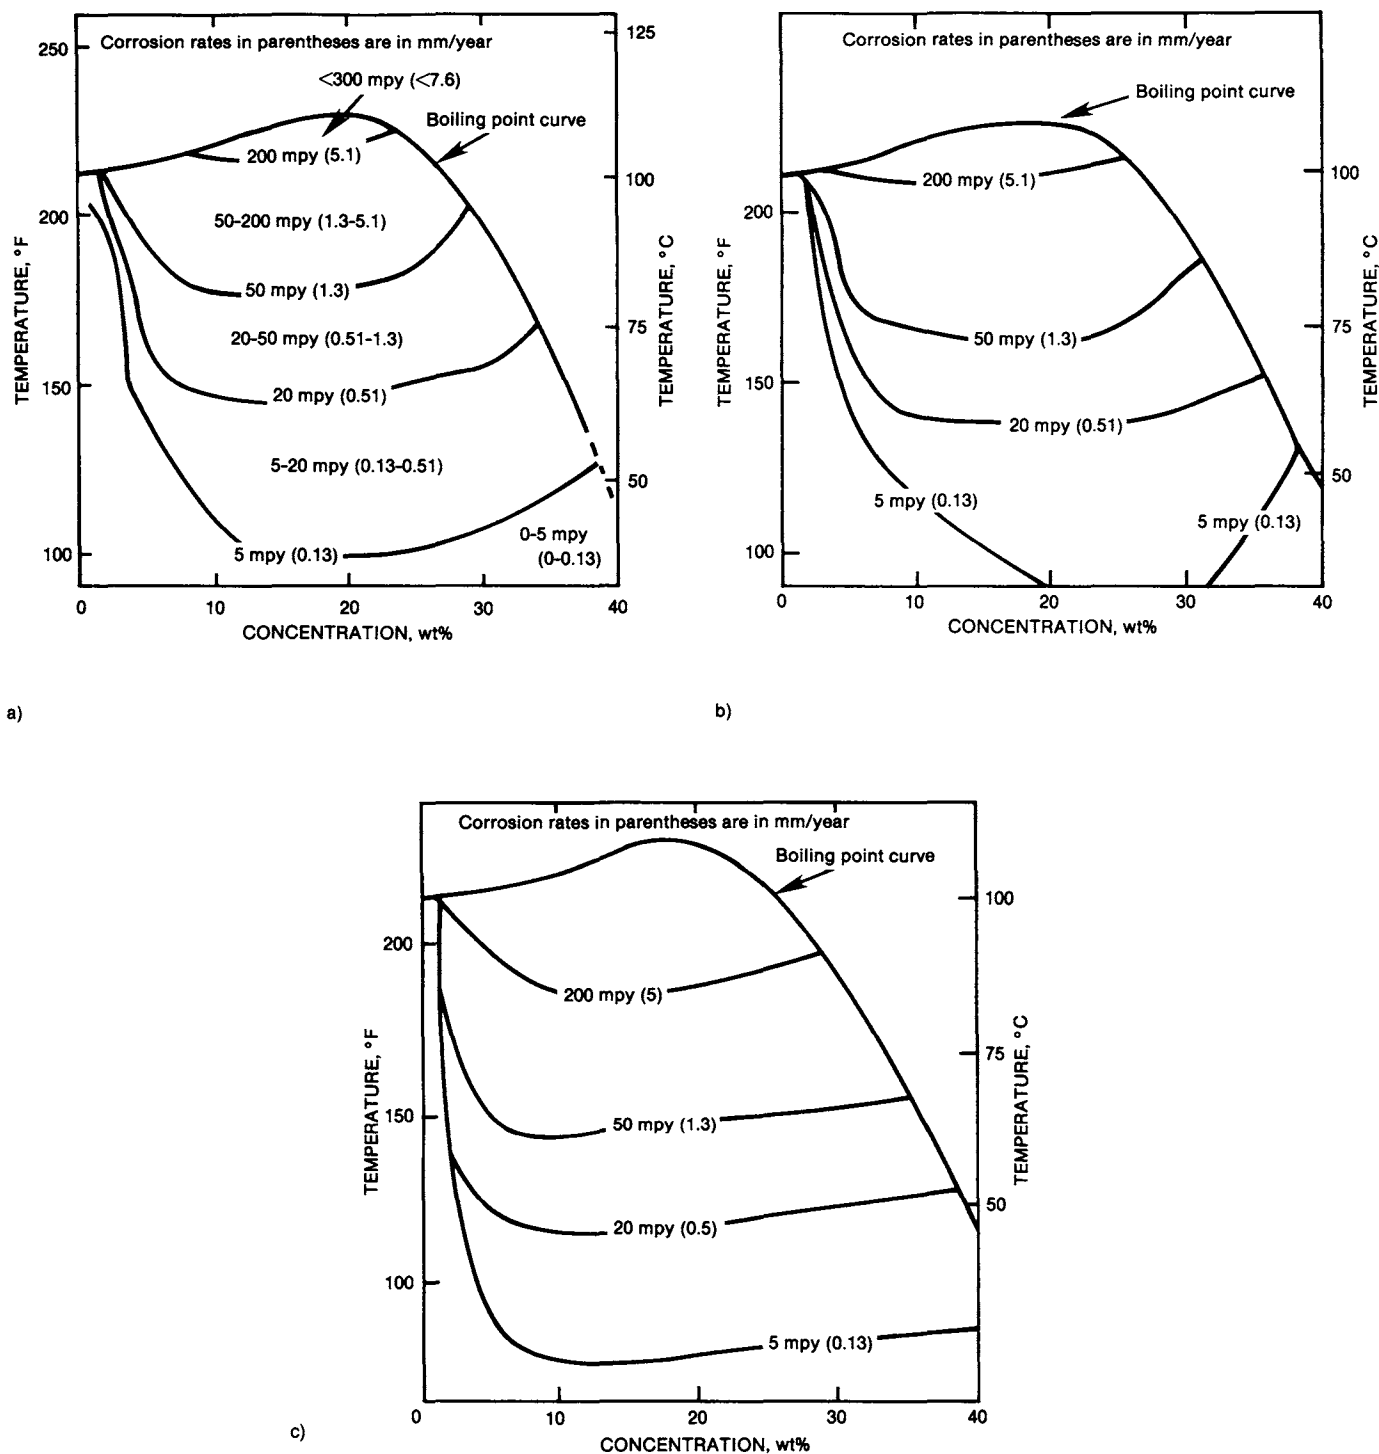 Corrosion rates in parentheses are in mm/year
<300 mpy (<7.6)
Boiling point curve
200 mpy (5.1)
50-200 mpy (1.3-5.1)
50 mpy (1.3)
20-50 mpy (0.51-1.3)
20 mpy (0.51)
5-20 mpy (0.13-0.51)
5 mpy (0.13)
0-5 mpy
(0-0.13)
250
200
150
100
TEMPERATURE, °F
125
100
75
50
TEMPERATURE, °C
0 10 20 30 40
CONCENTRATION, wt%
a)
Corrosion rates in parentheses are in mm/year
Boiling point curve
200 mpy (5.1)
50 mpy (1.3)
20 mpy (0.51)
5 mpy (0.13)
5 mpy (0.13)
200
150
100
TEMPERATURE, °F
100
75
50
TEMPERATURE, °C
0 10 20 30 40
CONCENTRATION, wt%
b)
Corrosion rates in parentheses are in mm/year
Boiling point curve
200 mpy (5)
50 mpy (1.3)
20 mpy (0.5)
5 mpy (0.13)
200
150
100
TEMPERATURE, °F
100
75
50
TEMPERATURE, °C
0 10 20 30 40
CONCENTRATION, wt%
c)